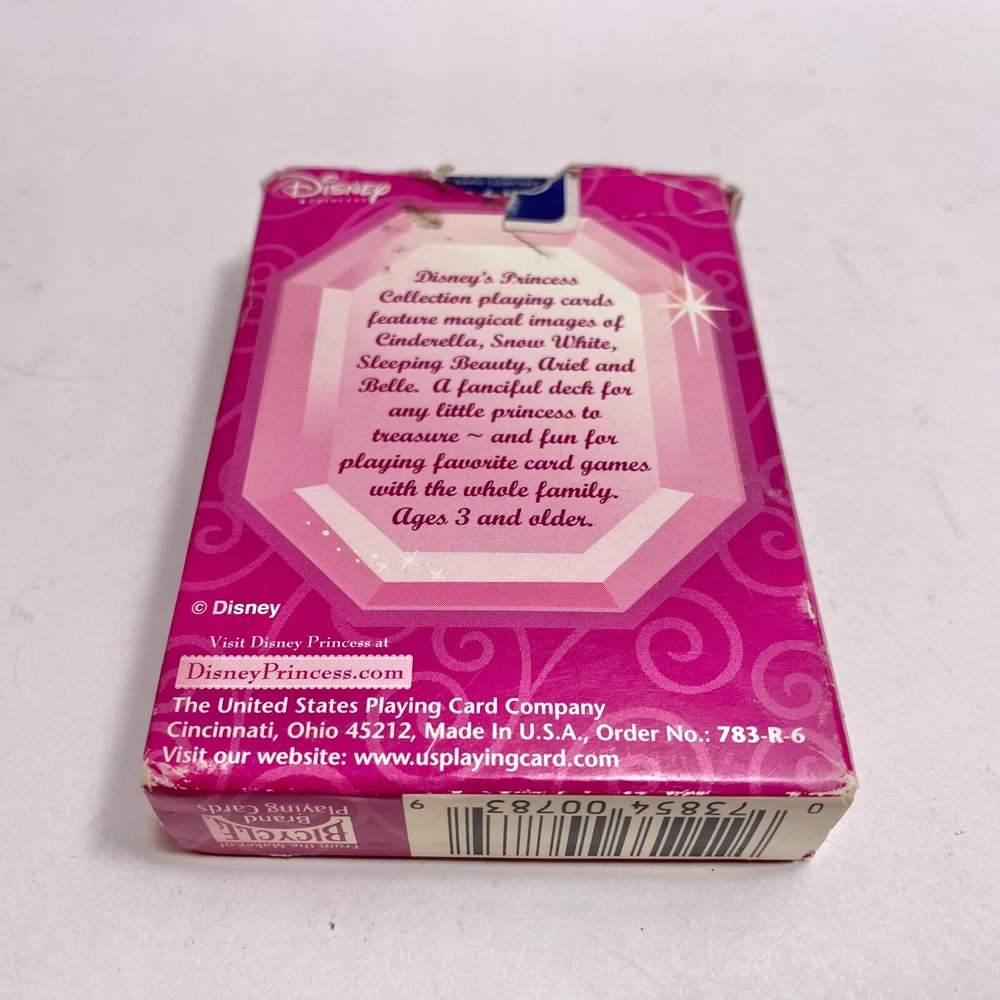 DISNEY
PRINCESS
Disney's Princess
Collection playing cards
feature magical images of
Cinderella, Snow White,
Sleeping Beauty, Ariel and
Belle. A fanciful deck for
any little princess to
treasure ~ and fun for
playing favorite card games
with the whole family.
Ages 3 and older.
© Disney
Visit Disney Princess at
DisneyPrincess.com
The United States Playing Card Company
Cincinnati, Ohio 45212, Made In U.S.A., Order No.: 783-R-6
Visit our website: www.usplayingcard.com
From the Maker of
BICYCLE
Brand
Playing Cards
0 73854 00783 9